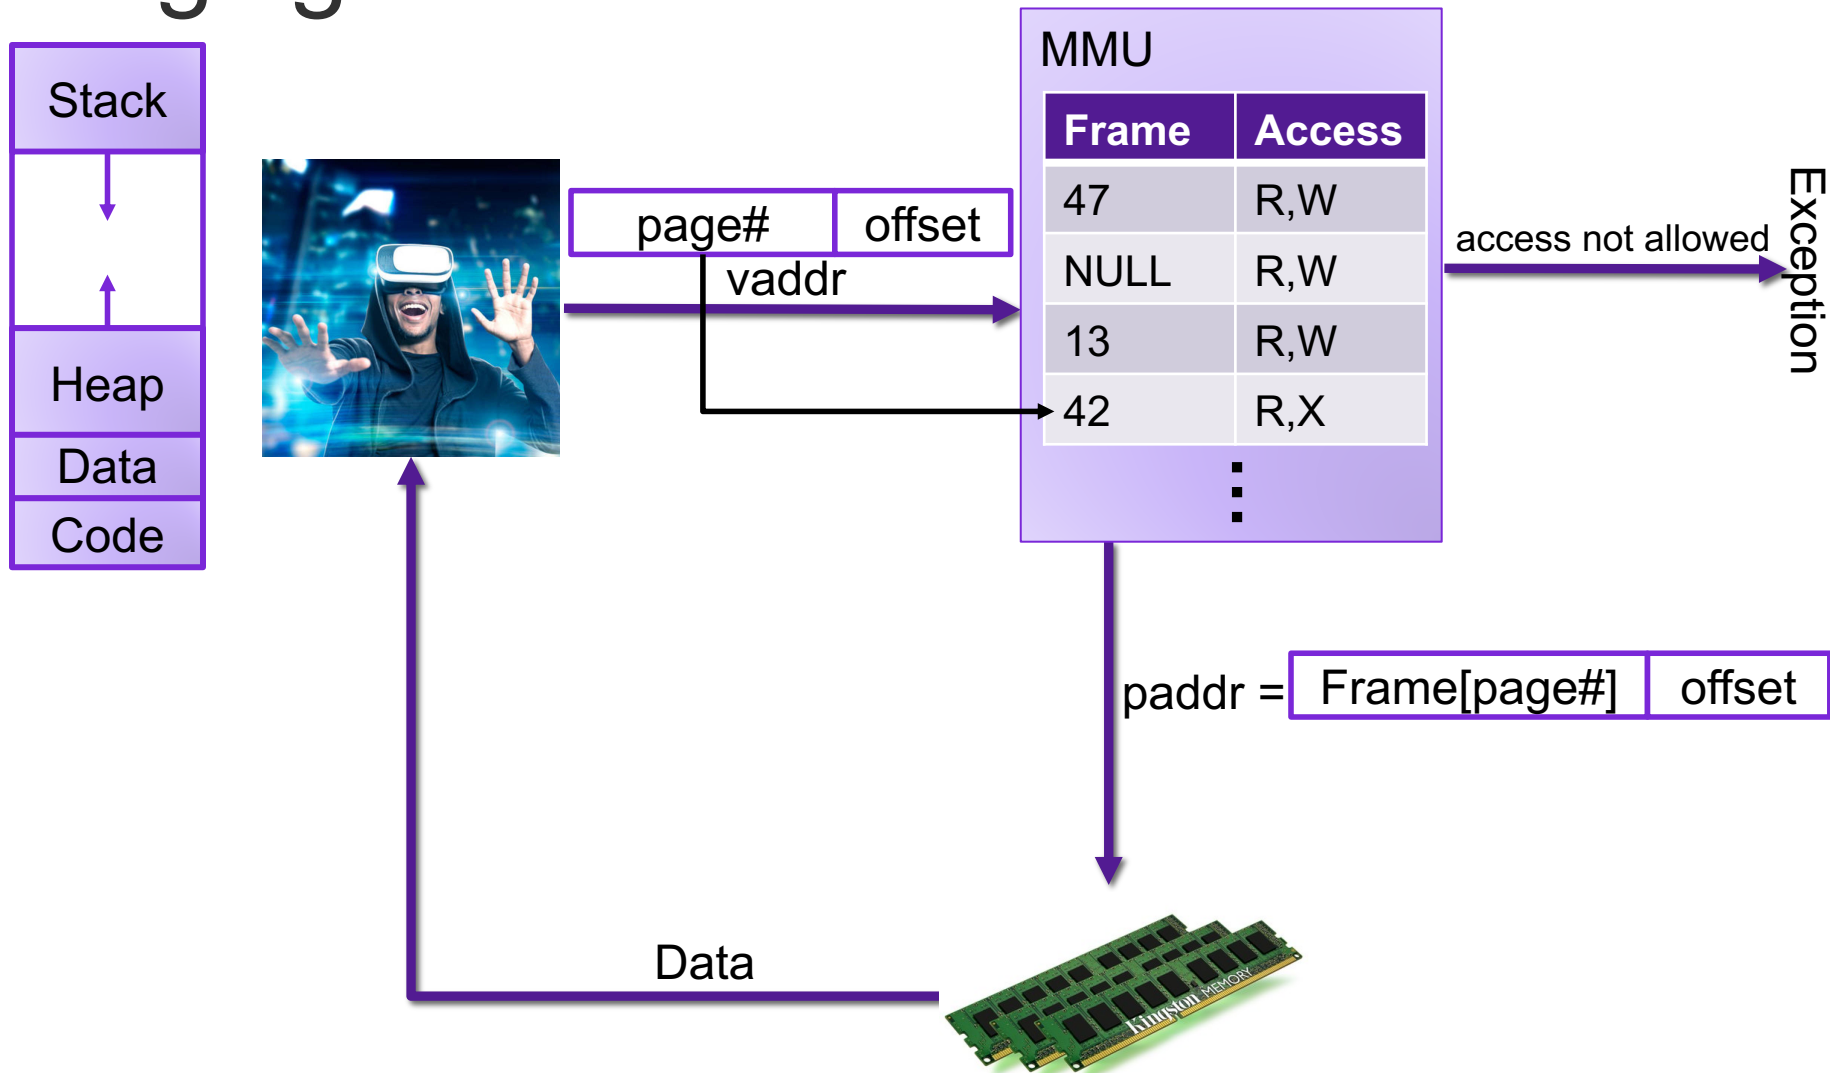 Stack
Heap
Data
Code
page# offset
vaddr
MMU
Frame Access
47 R,W
NULL R,W
13 R,W
42 R,X
access not allowed
Exception
paddr = Frame[page#] offset
Data
Kingston MEMORY